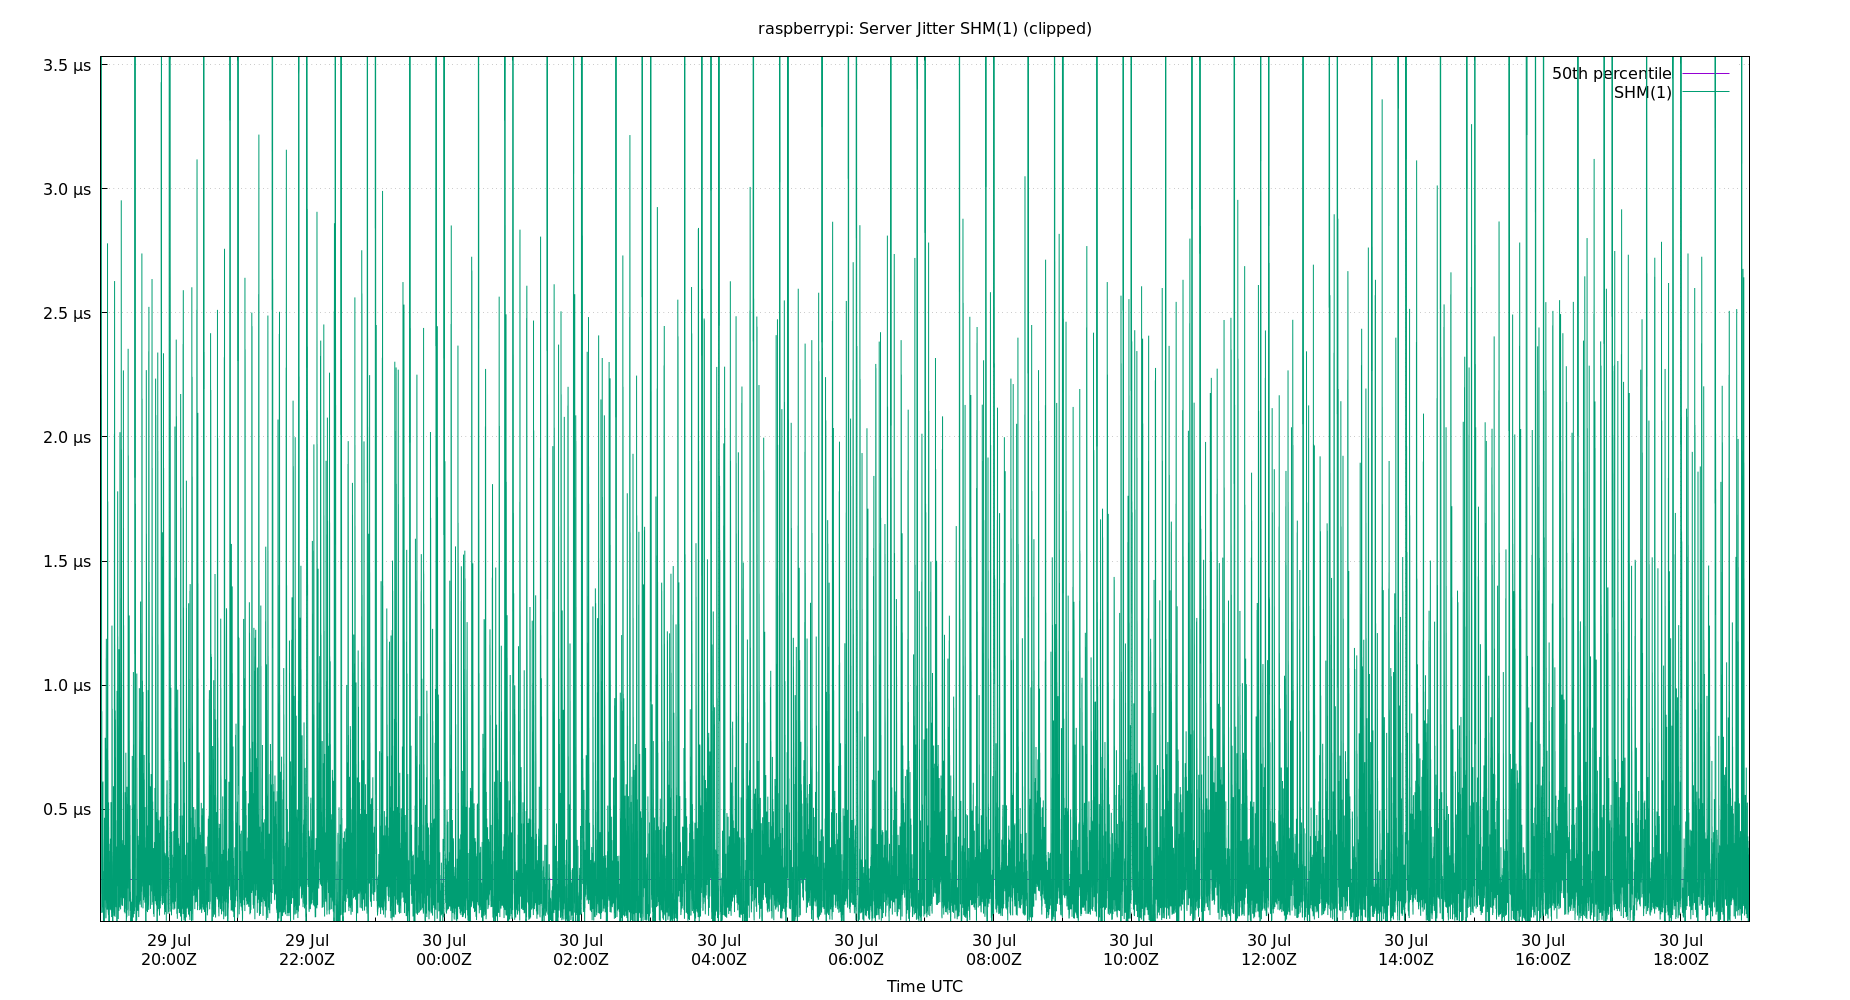 raspberrypi: Server Jitter SHM(1) (clipped)
50th percentile
SHM(1)
3.5 μs
3.0 μs
2.5 μs
2.0 μs
1.5 μs
1.0 μs
0.5 μs
29 Jul 29 Jul 30 Jul 30 Jul 30 Jul 30 Jul 30 Jul 30 Jul 30 Jul 30 Jul 30 Jul 30 Jul
20:00Z 22:00Z 00:00Z 02:00Z 04:00Z 06:00Z 08:00Z 10:00Z 12:00Z 14:00Z 16:00Z 18:00Z
Time UTC